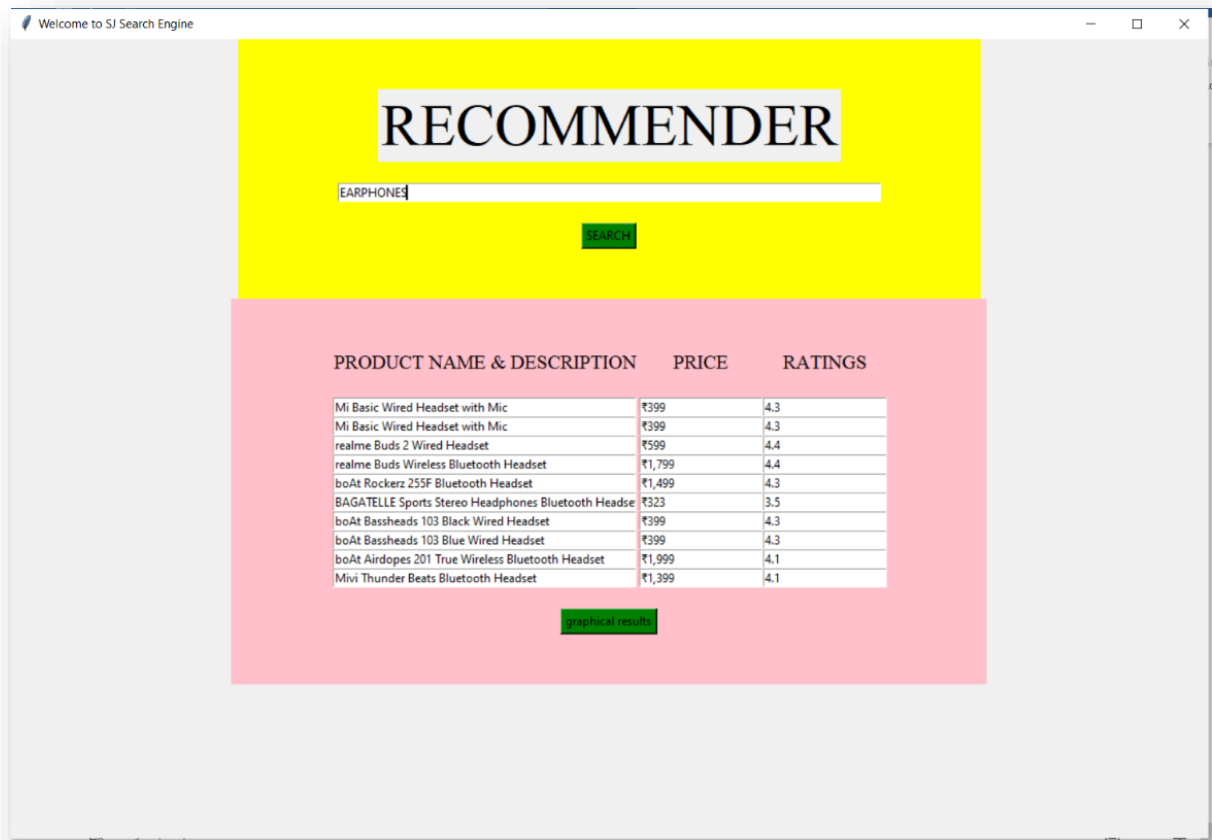 Welcome to SJ Search Engine
RECOMMENDER
EARPHONES
SEARCH
PRODUCT NAME & DESCRIPTION PRICE RATINGS
Mi Basic Wired Headset with Mic ₹399 4.3
Mi Basic Wired Headset with Mic ₹399 4.3
realme Buds 2 Wired Headset ₹599 4.4
realme Buds Wireless Bluetooth Headset ₹1,799 4.4
boAt Rockerz 255F Bluetooth Headset ₹1,499 4.3
BAGATELLE Sports Stereo Headphones Bluetooth Headse ₹323 3.5
boAt Bassheads 103 Black Wired Headset ₹399 4.3
boAt Bassheads 103 Blue Wired Headset ₹399 4.3
boAt Airdopes 201 True Wireless Bluetooth Headset ₹1,999 4.1
Mivi Thunder Beats Bluetooth Headset ₹1,399 4.1
graphical results